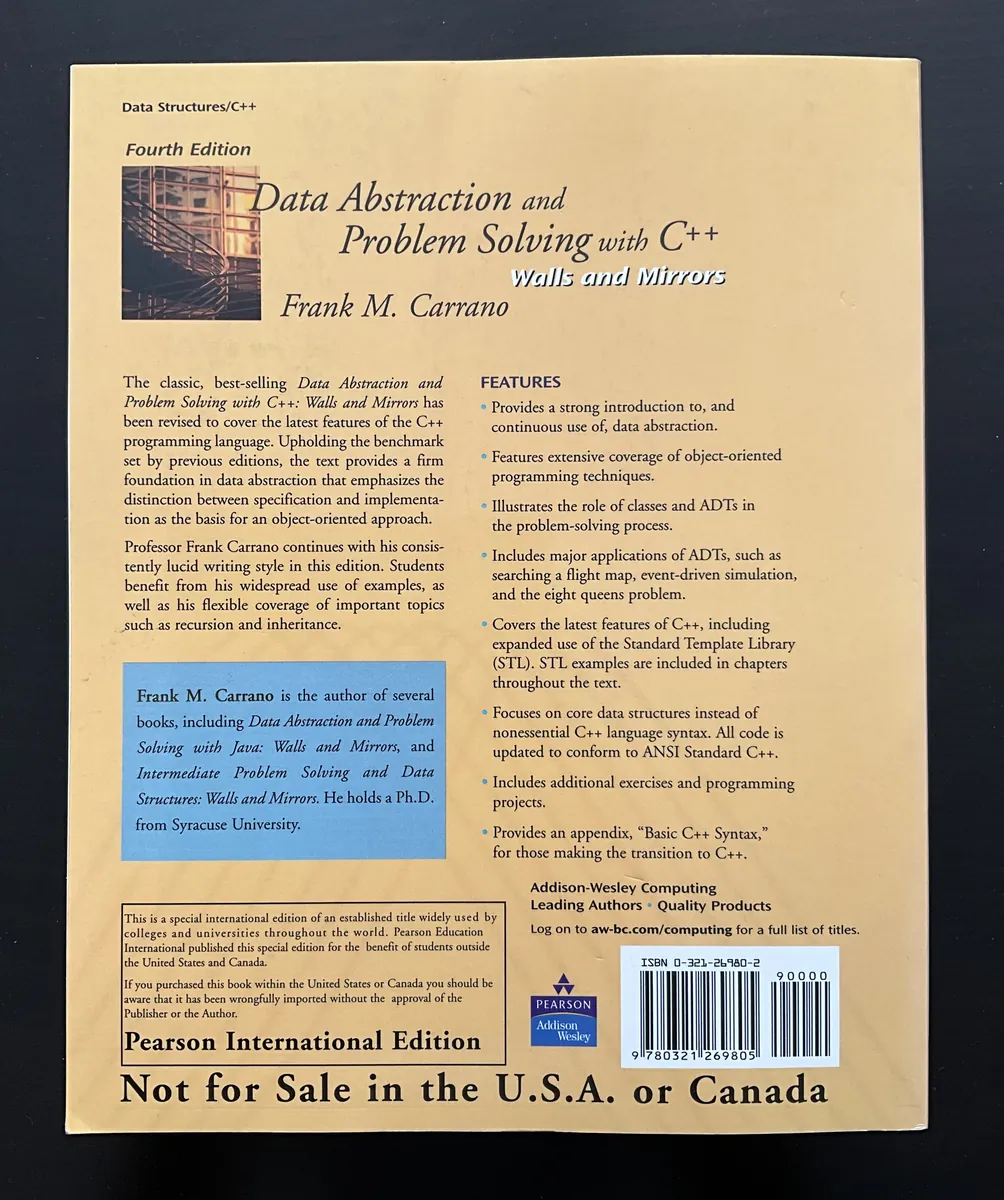 Data Structures/C++
Fourth Edition
Data Abstraction and
Problem Solving with C++
Walls and Mirrors
Frank M. Carrano
The classic, best-selling Data Abstraction and
Problem Solving with C++: Walls and Mirrors has
been revised to cover the latest features of the C++
programming language. Upholding the benchmark
set by previous editions, the text provides a firm
foundation in data abstraction that emphasizes the
distinction between specification and implementa-
tion as the basis for an object-oriented approach.
Professor Frank Carrano continues with his consis-
tently lucid writing style in this edition. Students
benefit from his widespread use of examples, as
well as his flexible coverage of important topics
such as recursion and inheritance.
Frank M. Carrano is the author of several
books, including Data Abstraction and Problem
Solving with Java: Walls and Mirrors, and
Intermediate Problem Solving and Data
Structures: Walls and Mirrors. He holds a Ph.D.
from Syracuse University.
FEATURES
• Provides a strong introduction to, and
continuous use of, data abstraction.
• Features extensive coverage of object-oriented
programming techniques.
• Illustrates the role of classes and ADTs in
the problem-solving process.
• Includes major applications of ADTs, such as
searching a flight map, event-driven simulation,
and the eight queens problem.
• Covers the latest features of C++, including
expanded use of the Standard Template Library
(STL). STL examples are included in chapters
throughout the text.
• Focuses on core data structures instead of
nonessential C++ language syntax. All code is
updated to conform to ANSI Standard C++.
• Includes additional exercises and programming
projects.
• Provides an appendix, “Basic C++ Syntax,”
for those making the transition to C++.
Addison-Wesley Computing
Leading Authors • Quality Products
Log on to aw-bc.com/computing for a full list of titles.
This is a special international edition of an established title widely used by
colleges and universities throughout the world. Pearson Education
International published this special edition for the benefit of students outside
the United States and Canada.
If you purchased this book within the United States or Canada you should be
aware that it has been wrongfully imported without the approval of the
Publisher or the Author.
Pearson International Edition
PEARSON
Addison
Wesley
ISBN 0-321-26980-2
90000
9 780321 269805
Not for Sale in the U.S.A. or Canada